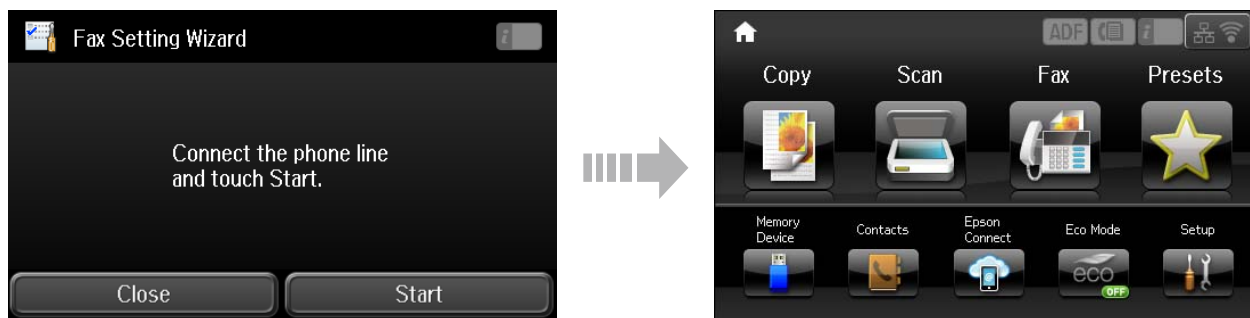 Fax Setting Wizard
i
Connect the phone line
and touch Start.
Close
Start
ADF
i
Copy
Scan
Fax
Presets
Memory
Device
Contacts
Epson
Connect
Eco Mode
Setup
eco
OFF